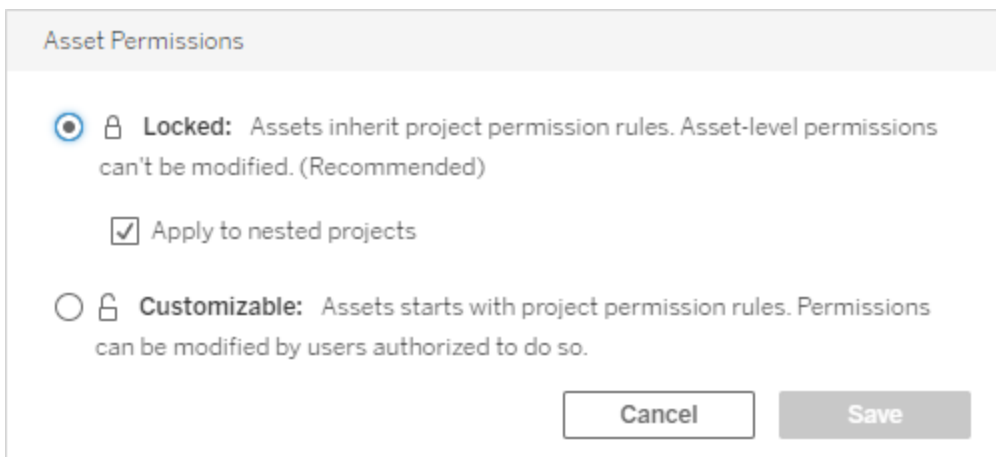 Asset Permissions
Locked: Assets inherit project permission rules. Asset-level permissions
can't be modified. (Recommended)
Apply to nested projects
Customizable: Assets starts with project permission rules. Permissions
can be modified by users authorized to do so.
Cancel Save